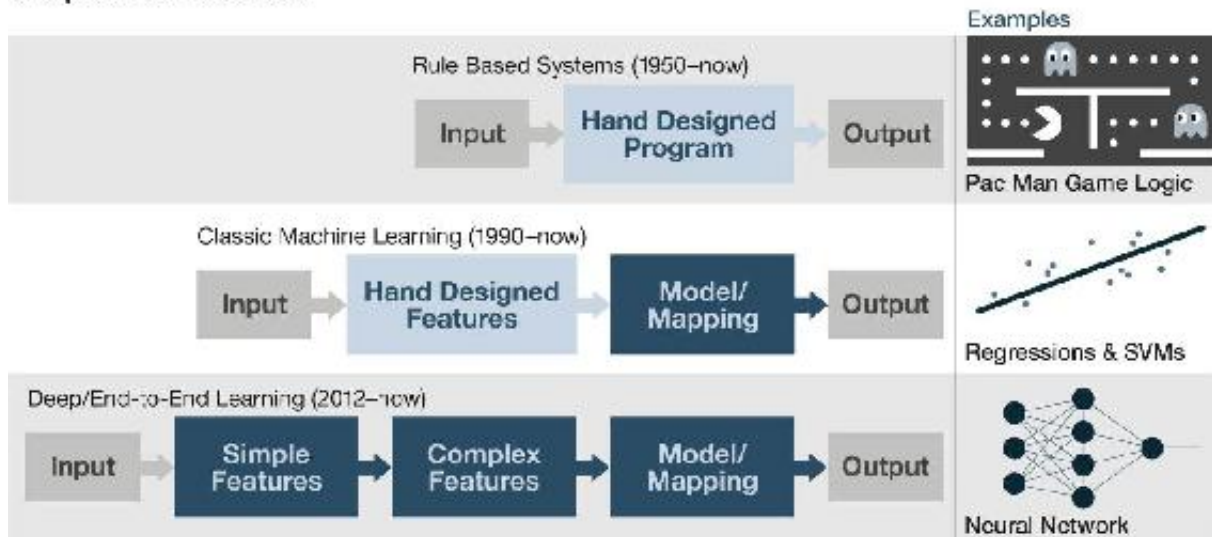 Examples
Rule Based Systems (1950–now)
Input
Hand Designed
Program
Output
Pac Man Game Logic
Classic Machine Learning (1990–now)
Input
Hand Designed
Features
Model/
Mapping
Output
Regressions & SVMs
Deep/End-to-End Learning (2012–now)
Input
Simple
Features
Complex
Features
Model/
Mapping
Output
Neural Network